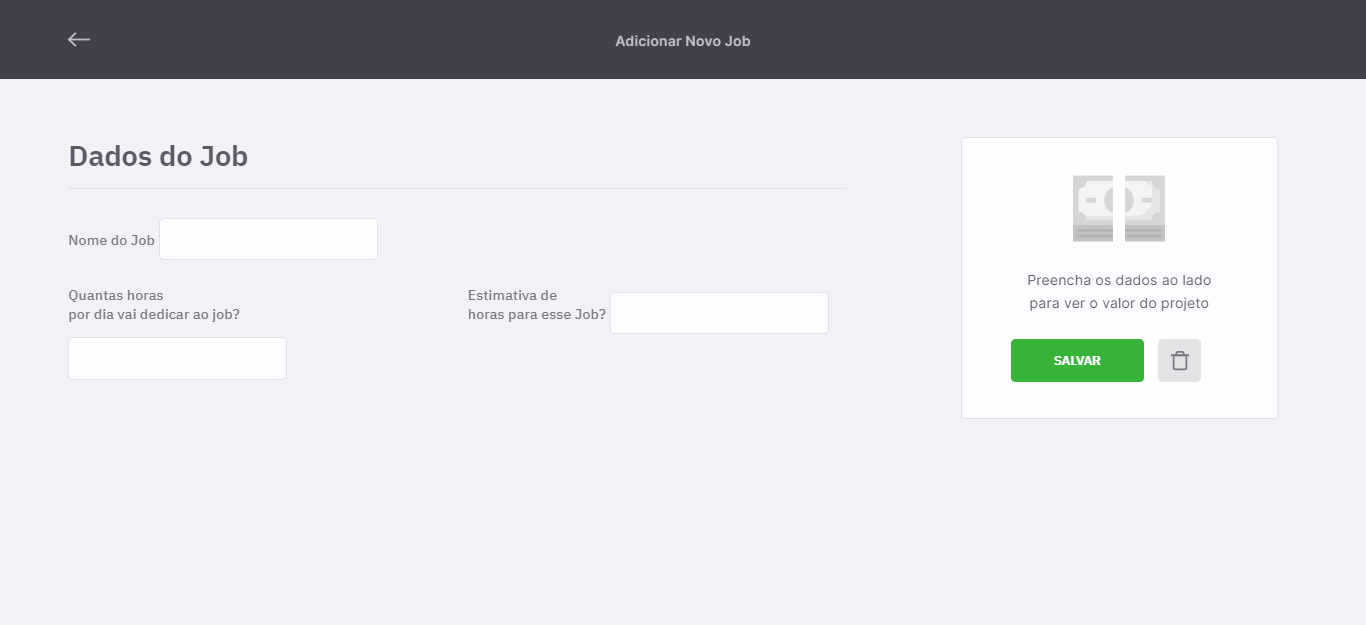 Adicionar Novo Job
Dados do Job
Nome do Job
Quantas horas
por dia vai dedicar ao job?
Estimativa de
horas para esse Job?
Preencha os dados ao lado
para ver o valor do projeto
SALVAR